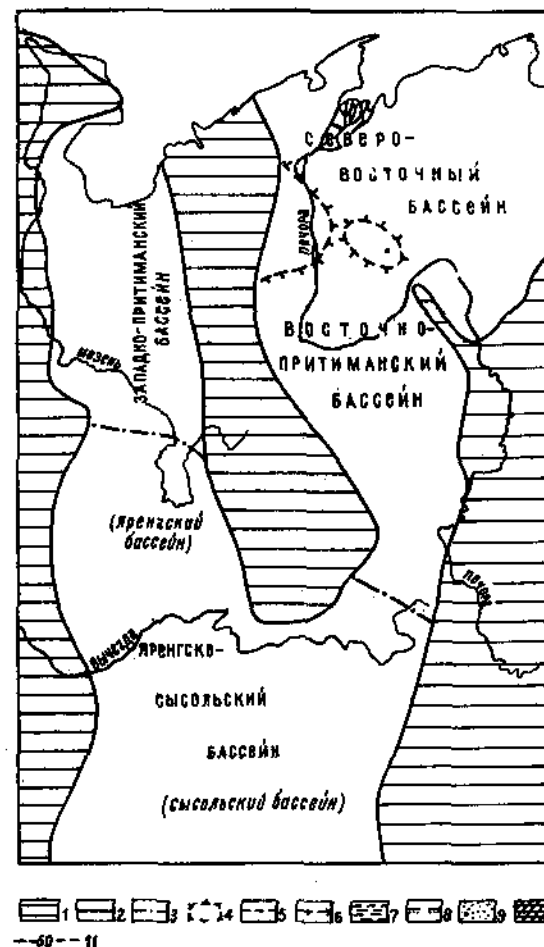 СЕВЕРО-
ВОСТОЧНЫЙ
БАССЕЙН
ПЕЧОРА
ЗАПАДНО-ПРИТИМАНСКИЙ
БАССЕЙН
ВОСТОЧНО-
ПРИТИМАНСКИЙ
БАССЕЙН
МЕЗЕНЬ
(Яренгский
бассейн)
ПЕЧОРА
ВЫЧЕГДА
ЯРЕНГСКО-
СЫСОЛЬСКИЙ
БАССЕЙН
(сысольский бассейн)
1 2 3 4 5 6 7 8 9
60 11